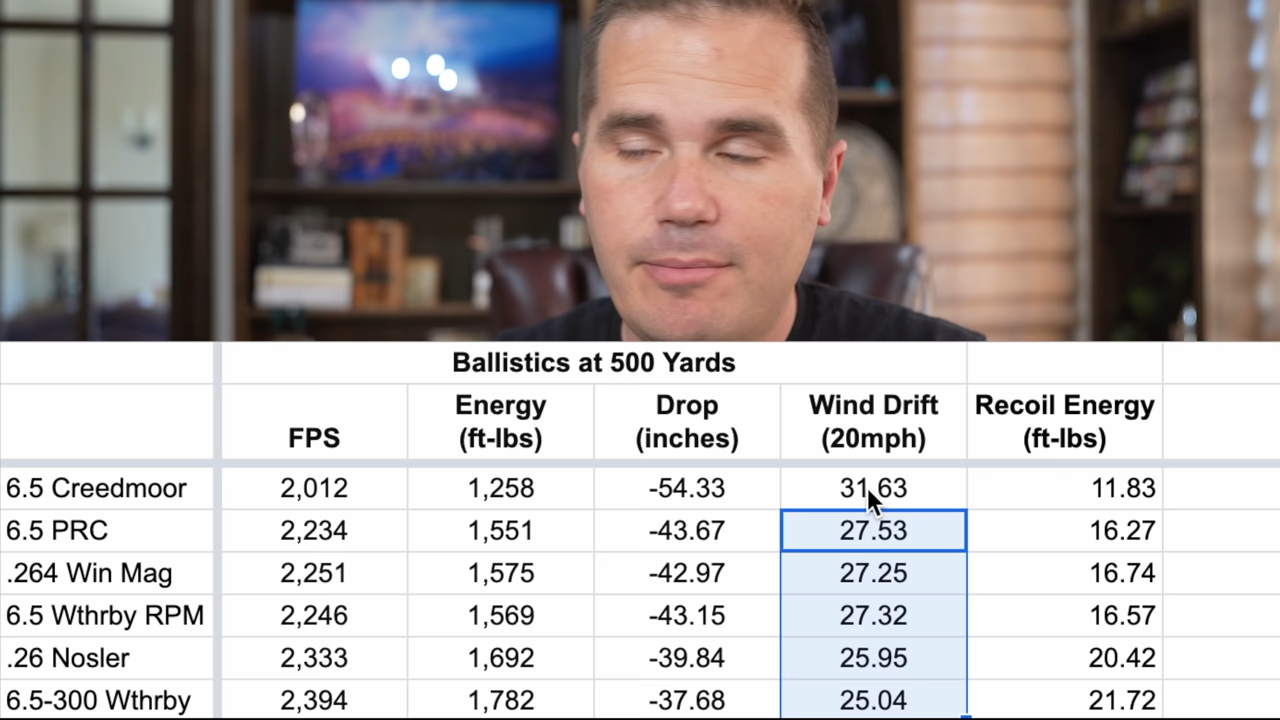 Ballistics at 500 Yards
FPS Energy (ft-lbs) Drop (inches) Wind Drift (20mph) Recoil Energy (ft-lbs)
6.5 Creedmoor 2,012 1,258 -54.33 31.63 11.83
6.5 PRC 2,234 1,551 -43.67 27.53 16.27
.264 Win Mag 2,251 1,575 -42.97 27.25 16.74
6.5 Wthrby RPM 2,246 1,569 -43.15 27.32 16.57
.26 Nosler 2,333 1,692 -39.84 25.95 20.42
6.5-300 Wthrby 2,394 1,782 -37.68 25.04 21.72